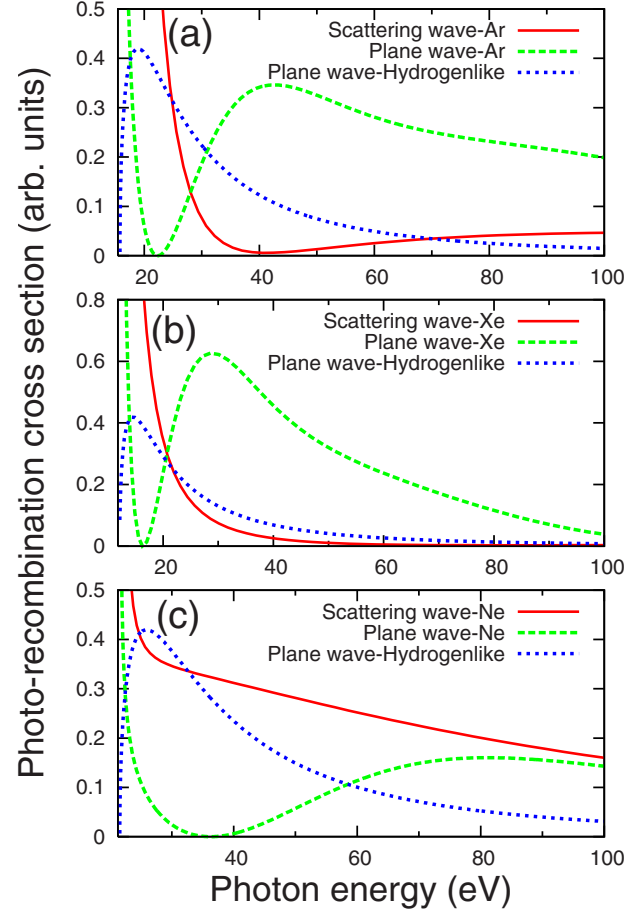 Photo-recombination cross section (arb. units)
(a)
Scattering wave-Ar
Plane wave-Ar
Plane wave-Hydrogenlike
0.5
0.4
0.3
0.2
0.1
0
20 40 60 80 100
(b)
Scattering wave-Xe
Plane wave-Xe
Plane wave-Hydrogenlike
0.8
0.6
0.4
0.2
0
20 40 60 80 100
(c)
Scattering wave-Ne
Plane wave-Ne
Plane wave-Hydrogenlike
0.5
0.4
0.3
0.2
0.1
0
40 60 80 100
Photon energy (eV)